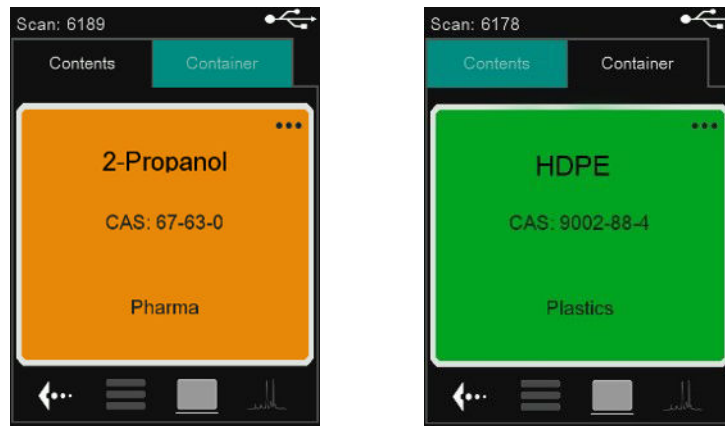 Scan: 6189
Contents
Container
2-Propanol
CAS: 67-63-0
Pharma
Scan: 6178
Contents
Container
HDPE
CAS: 9002-88-4
Plastics